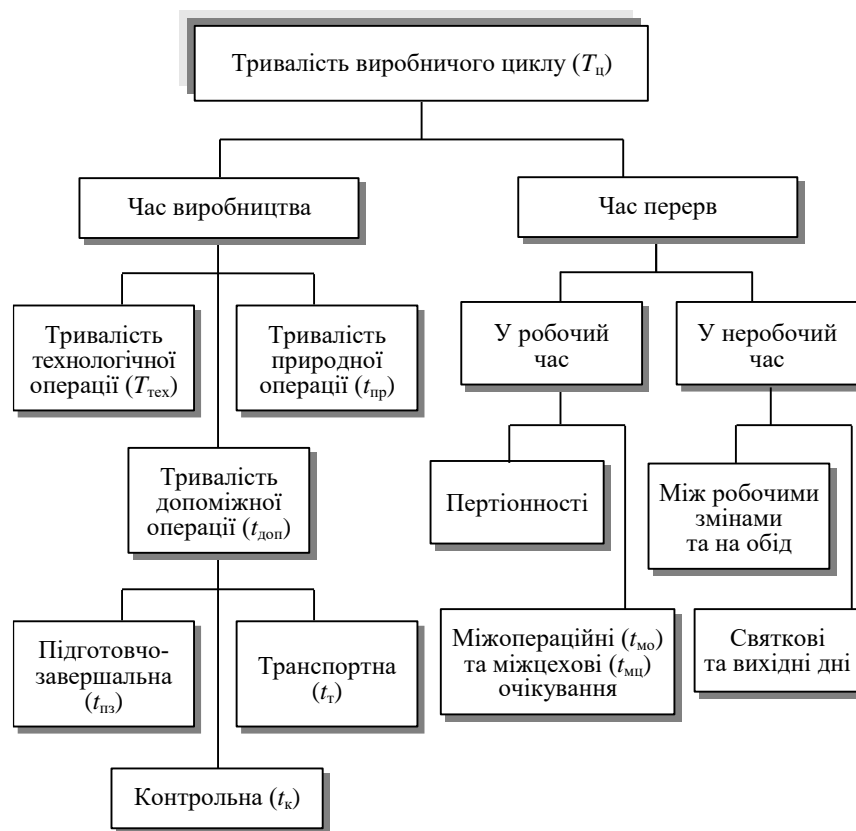 Тривалість виробничого циклу (Tц)
Час виробництва
Час перерв
Тривалість
технологічної
операції (Tтех)
Тривалість
природної
операції (tпр)
У робочий
час
У неробочий
час
Тривалість
допоміжної
операції (tдоп)
Пертіонності
Між робочими
змінами
та на обід
Підготовчо-
завершальна
(tпз)
Транспортна
(tт)
Міжопераційні (tмо)
та міжцехові (tмц)
очікування
Святкові
та вихідні дні
Контрольна (tк)